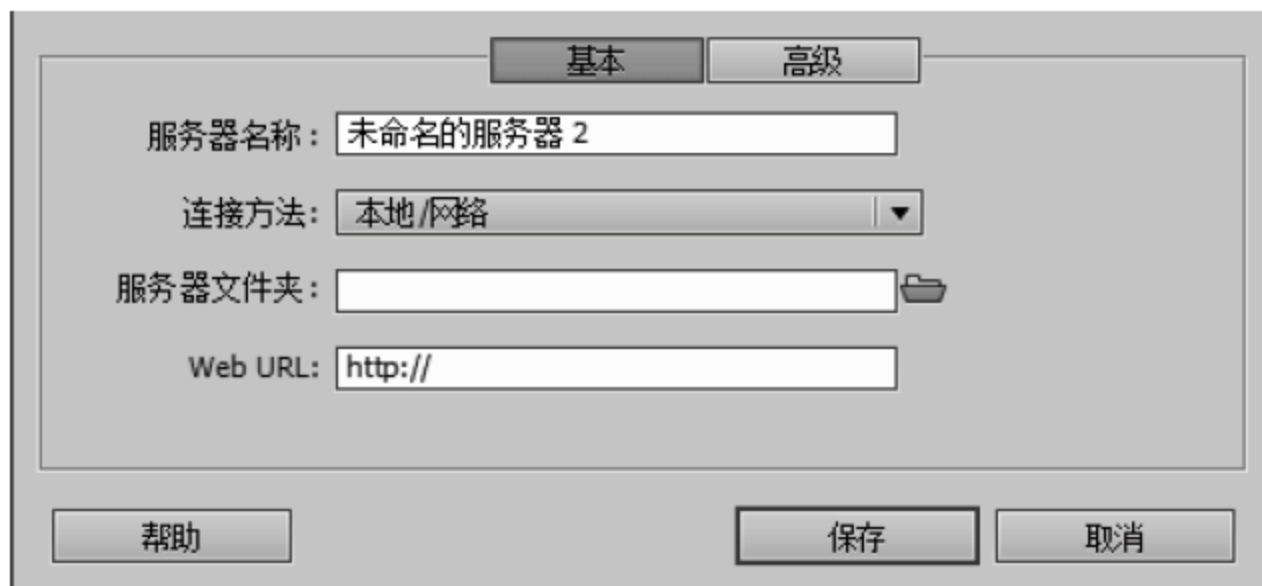 基本 高级
服务器名称： 未命名的服务器 2
连接方法： 本地/网络
服务器文件夹：
Web URL: http://
帮助 保存 取消